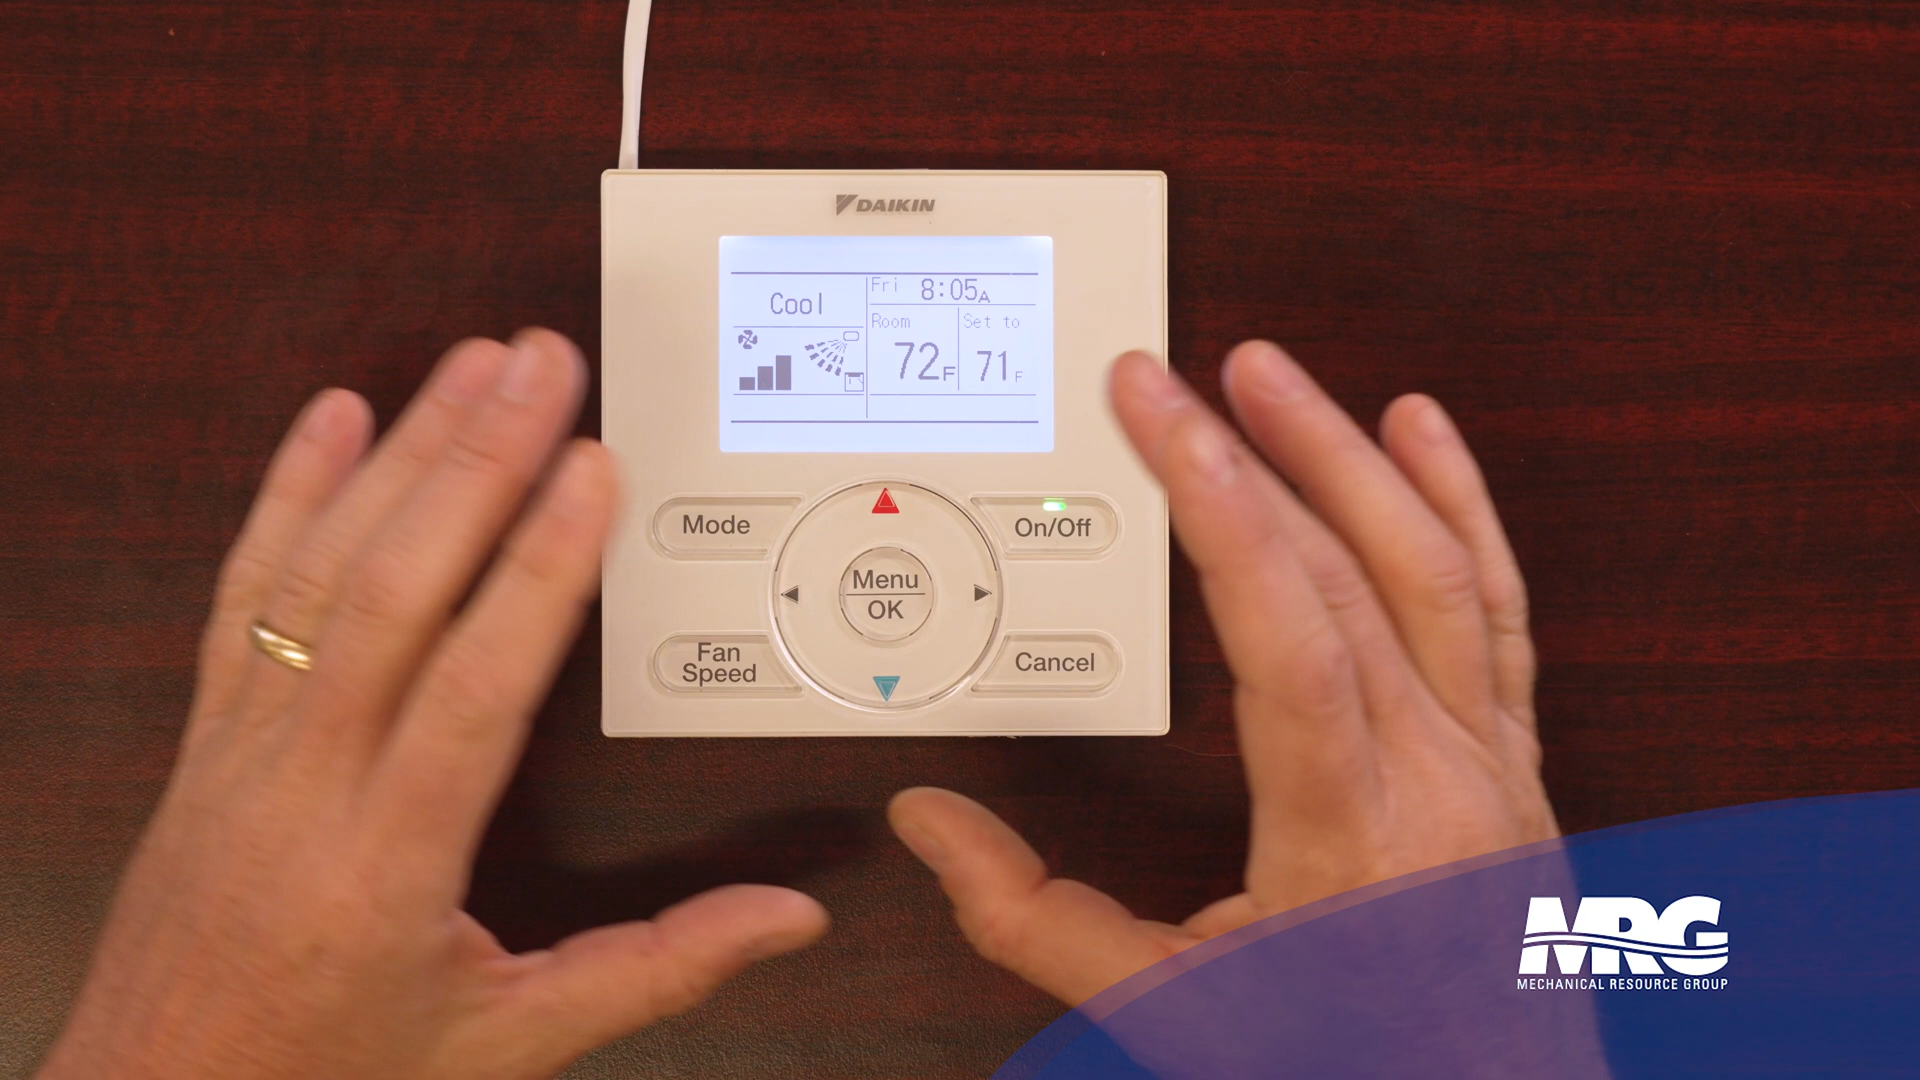 DAIKIN
Cool
Fri 8:05A
Room
Set to
72F
71F
Mode
On/Off
Menu
OK
Fan
Speed
Cancel
MRG
MECHANICAL RESOURCE GROUP